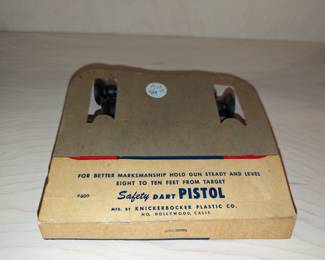 FOR BETTER MARKSMANSHIP HOLD GUN STEADY AND LEVEL
EIGHT TO TEN FEET FROM TARGET
Safety DART PISTOL
MFG. BY KNICKERBOCKER PLASTIC CO.
NO. HOLLYWOOD, CALIF.